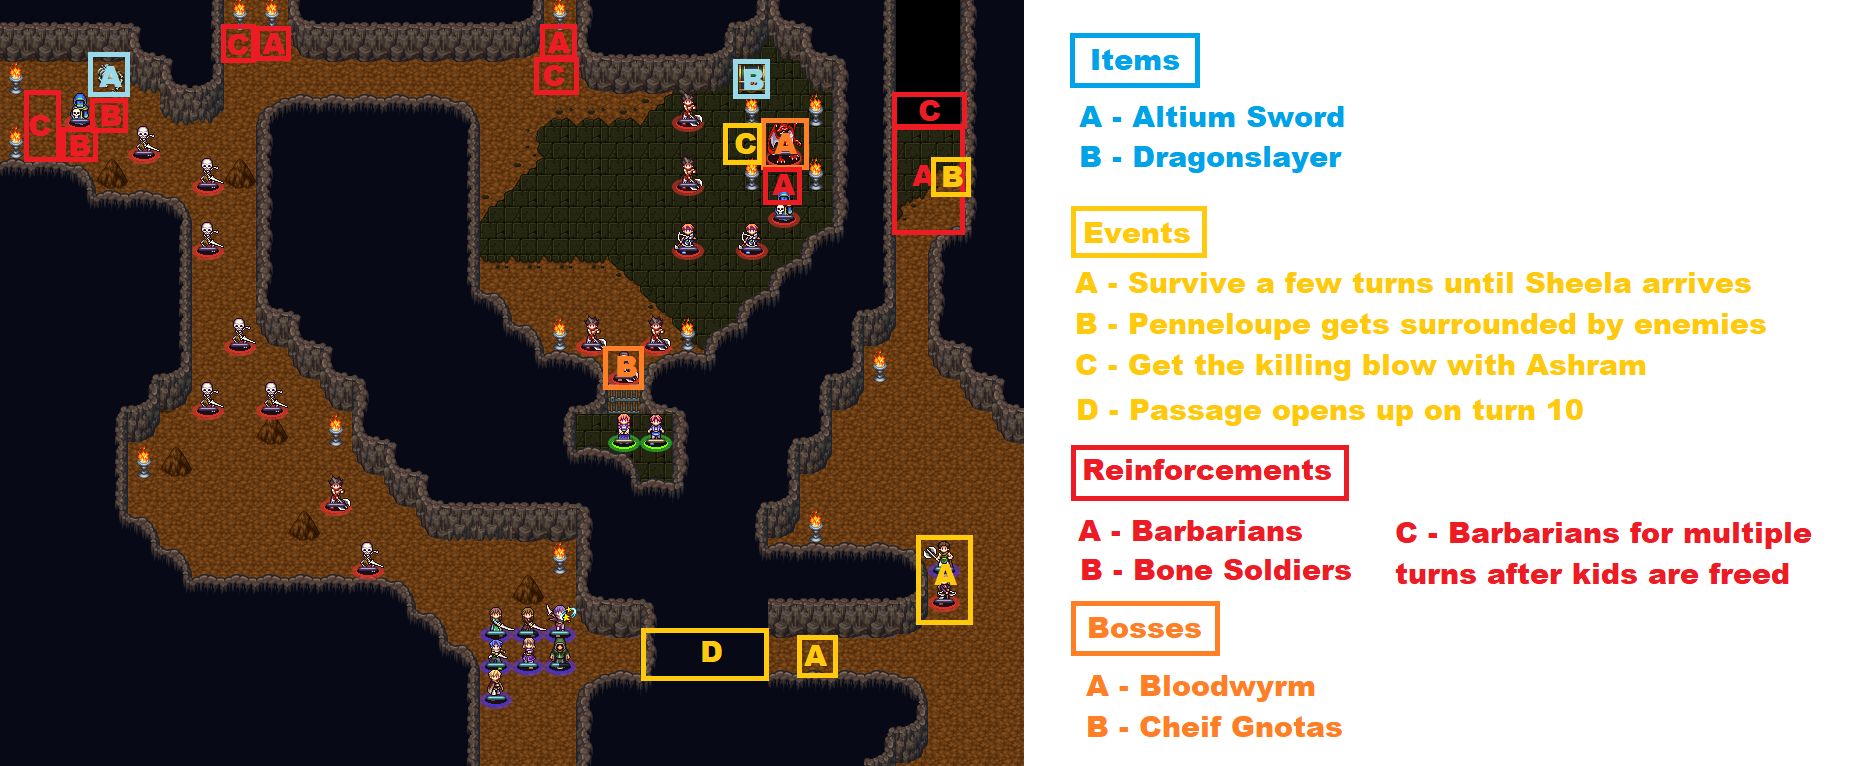 C A
A
C
A
B
C
B
B
C A
A
C
A B
B
D
A
A
Items
A - Altium Sword
B - Dragonslayer
Events
A - Survive a few turns until Sheela arrives
B - Penneloupe gets surrounded by enemies
C - Get the killing blow with Ashram
D - Passage opens up on turn 10
Reinforcements
A - Barbarians
B - Bone Soldiers
C - Barbarians for multiple
turns after kids are freed
Bosses
A - Bloodwyrm
B - Cheif Gnotas